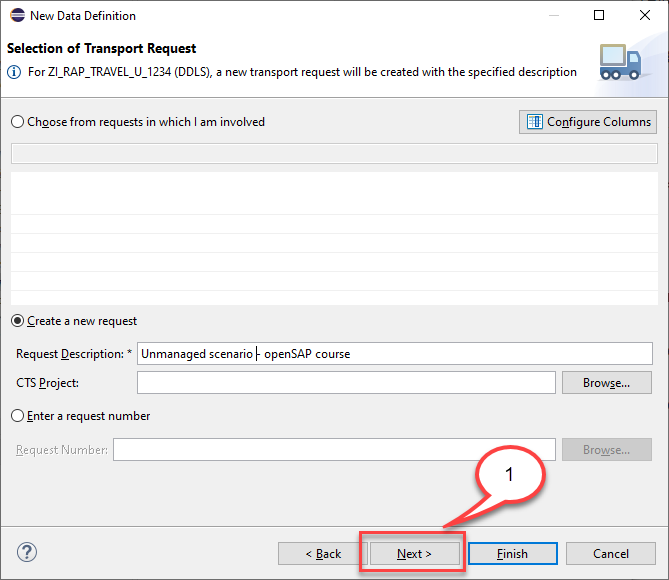 New Data Definition
Selection of Transport Request
For ZI_RAP_TRAVEL_U_1234 (DDLS), a new transport request will be created with the specified description
Choose from requests in which I am involved
Configure Columns
Create a new request
Request Description: * Unmanaged scenario - openSAP course
CTS Project: Browse...
Enter a request number
Request Number: Browse...
1
? < Back Next > Finish Cancel